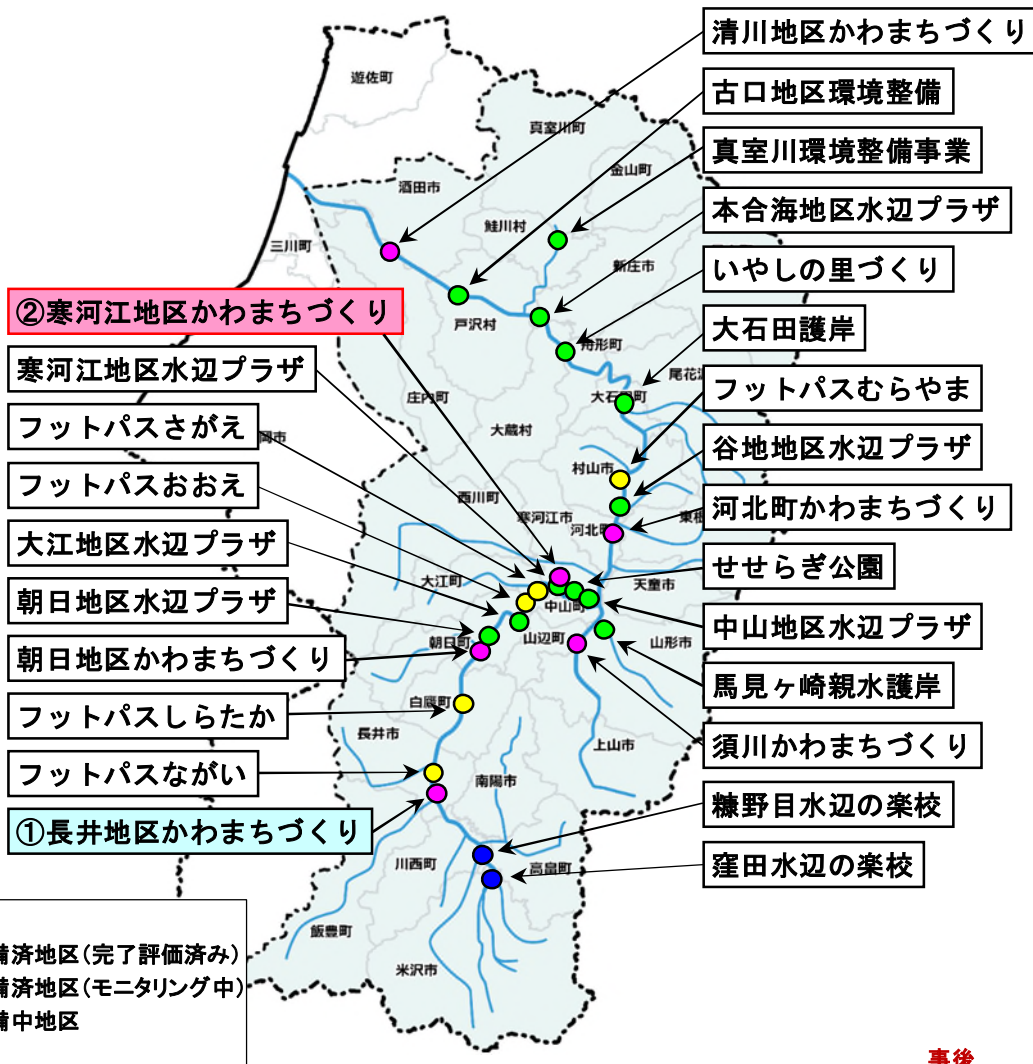 清川地区かわまちづくり
古口地区環境整備
真室川環境整備事業
本合海地区水辺プラザ
いやしの里づくり
大石田護岸
フットパスむらやま
谷地地区水辺プラザ
河北町かわまちづくり
せせらぎ公園
中山地区水辺プラザ
馬見ヶ崎親水護岸
須川かわまちづくり
糠野目水辺の楽校
窪田水辺の楽校
②寒河江地区かわまちづくり
寒河江地区水辺プラザ
フットパスさがえ
フットパスおおえ
大江地区水辺プラザ
朝日地区水辺プラザ
朝日地区かわまちづくり
フットパスしらたか
フットパスながい
①長井地区かわまちづくり
遊佐町
真室川町
金山町
酒田市
鮭川村
三川町
新庄市
戸沢村
舟形町
尾花
庄内町
大石田町
大蔵村
岡市
村山市
西川町
寒河江市
河北町
東根
大江町
天童市
中山町
朝日町
山辺町
山形市
白鷹町
長井市
上山市
南陽市
川西町
高畠町
飯豊町
米沢市
備済地区(完了評価済み)
備済地区(モニタリング中)
備中地区
事後